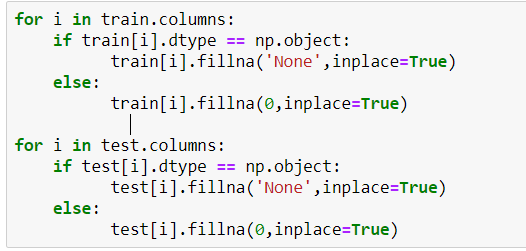 for i in train.columns:
    if train[i].dtype == np.object:
        train[i].fillna('None',inplace=True)
    else:
        train[i].fillna(0,inplace=True)
for i in test.columns:
    if test[i].dtype == np.object:
        test[i].fillna('None',inplace=True)
    else:
        test[i].fillna(0,inplace=True)